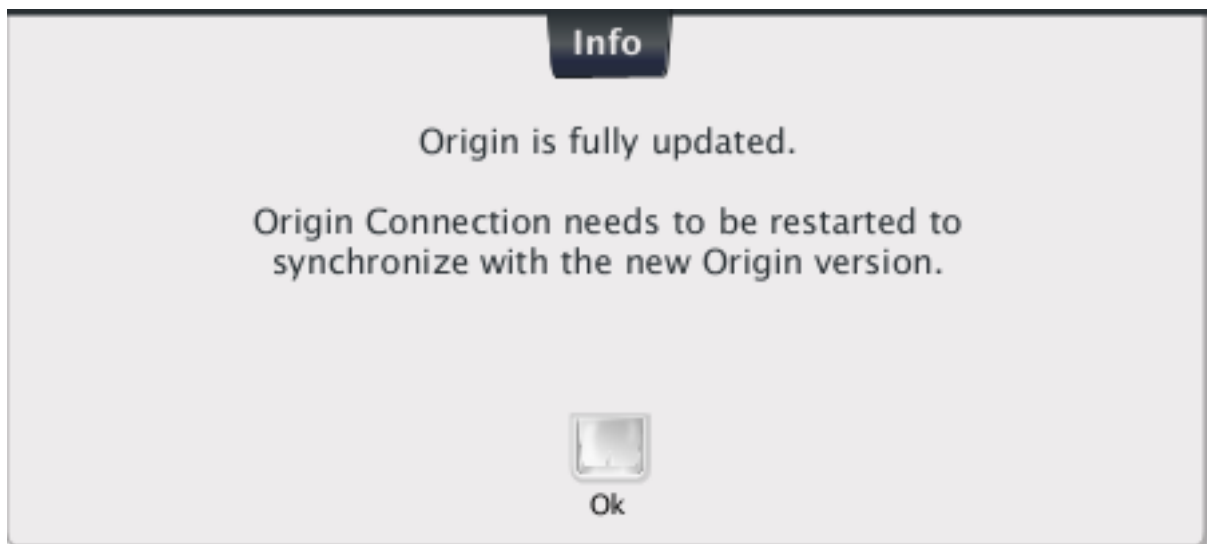 Info
Origin is fully updated.
Origin Connection needs to be restarted to
synchronize with the new Origin version.
Ok